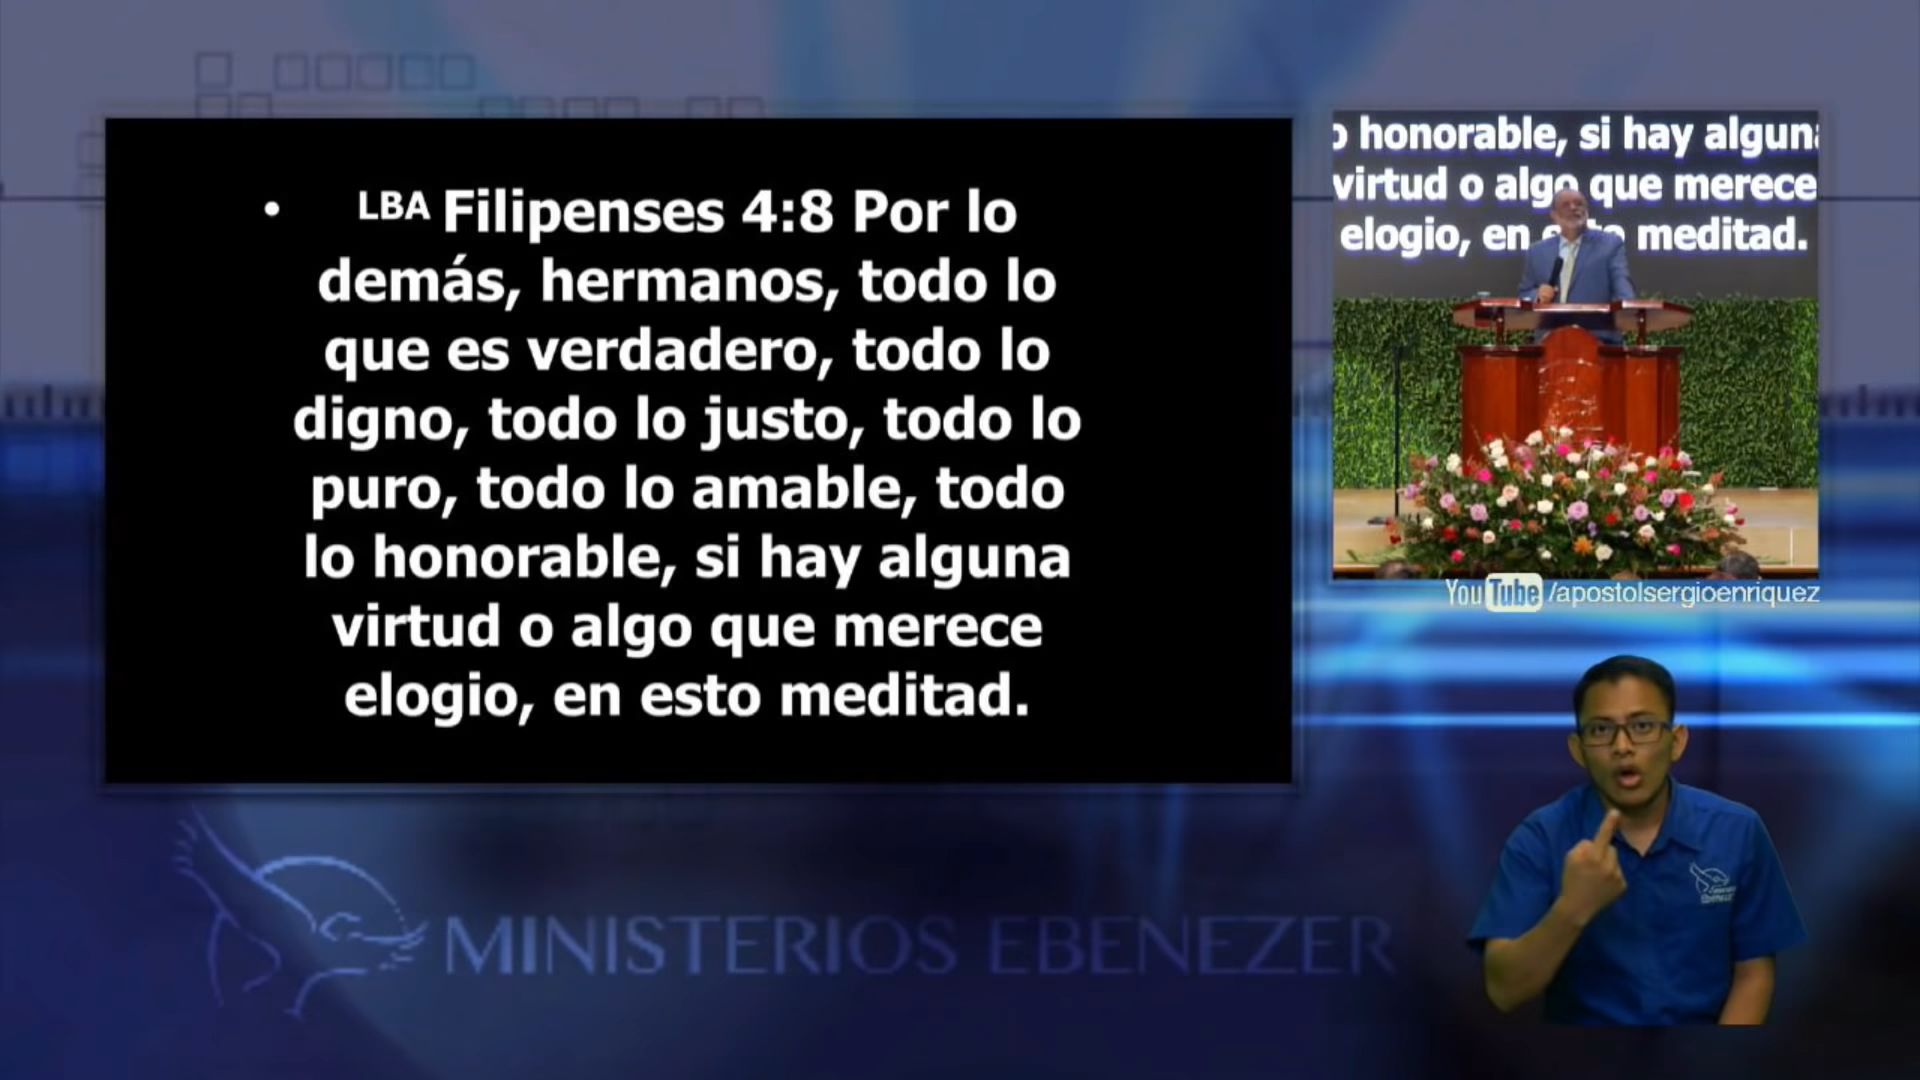 • LBA Filipenses 4:8 Por lo
demás, hermanos, todo lo
que es verdadero, todo lo
digno, todo lo justo, todo lo
puro, todo lo amable, todo
lo honorable, si hay alguna
virtud o algo que merece
elogio, en esto meditad.
o honorable, si hay alguna
virtud o algo que merece
elogio, en esto meditad.
YouTube /apostolsergioenriquez
MINISTERIOS EBENEZER